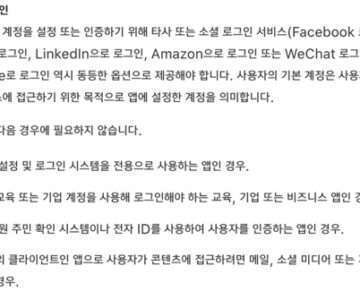 인
계정을 설정 또는 인증하기 위해 타사 또는 소셜 로그인 서비스(Facebook
로그인, LinkedIn으로 로그인, Amazon으로 로그인 또는 WeChat 로그
로 로그인 역시 동등한 옵션으로 제공해야 합니다. 사용자의 기본 계정은 사용
에 접근하기 위한 목적으로 앱에 설정한 계정을 의미합니다.
다음 경우에 필요하지 않습니다.
설정 및 로그인 시스템을 전용으로 사용하는 앱인 경우.
교육 또는 기업 계정을 사용해 로그인해야 하는 교육, 기업 또는 비즈니스 앱인
원 주민 확인 시스템이나 전자 ID를 사용하여 사용자를 인증하는 앱인 경우.
의 클라이언트인 앱으로 사용자가 콘텐츠에 접근하려면 메일, 소셜 미디어 또는
경우.